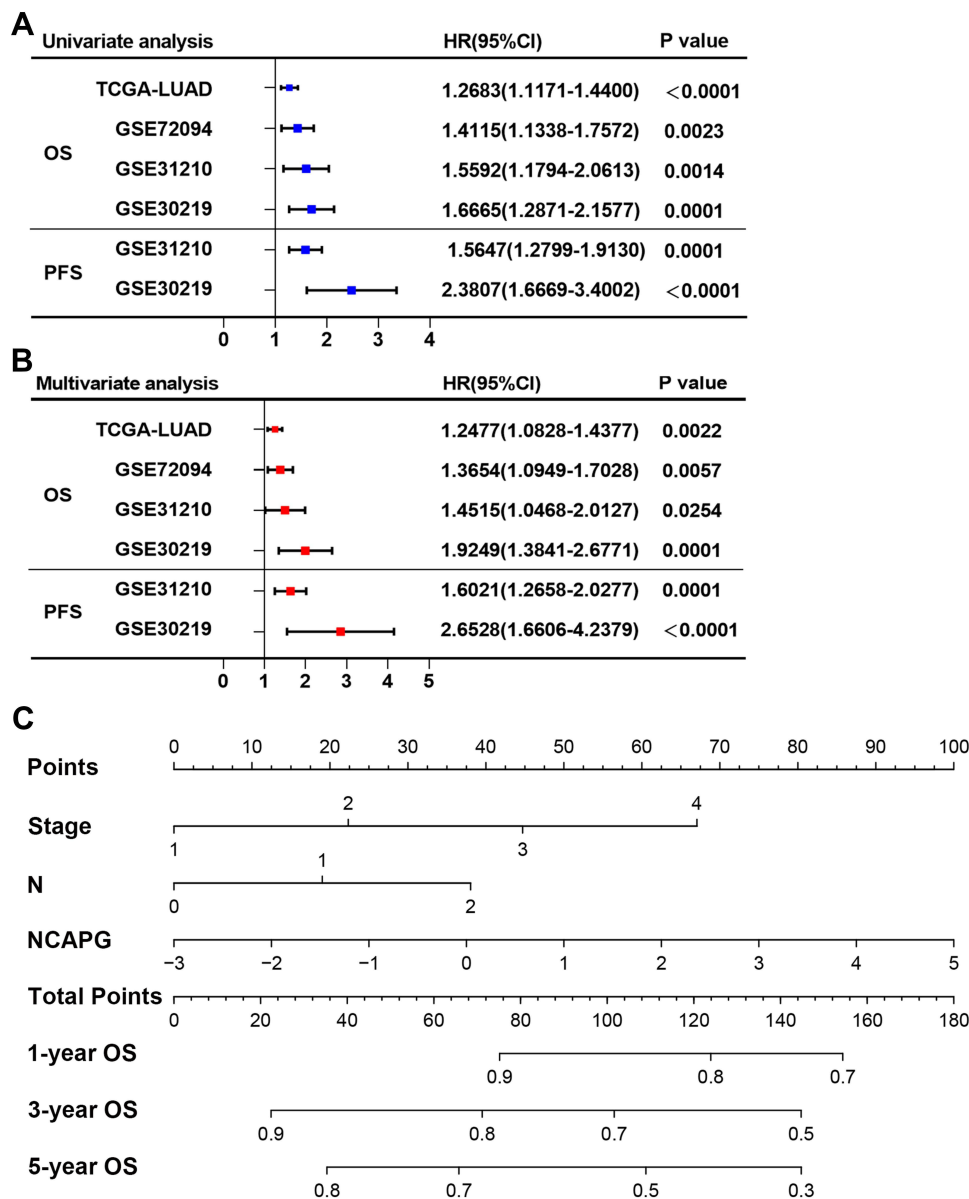 A
Univariate analysis HR(95%CI) P value
TCGA-LUAD 1.2683(1.1171-1.4400) <0.0001
GSE72094 1.4115(1.1338-1.7572) 0.0023
OS
GSE31210 1.5592(1.1794-2.0613) 0.0014
GSE30219 1.6665(1.2871-2.1577) 0.0001
GSE31210 1.5647(1.2799-1.9130) 0.0001
PFS
GSE30219 2.3807(1.6669-3.4002) <0.0001
0 1 2 3 4
B
Multivariate analysis HR(95%CI) P value
TCGA-LUAD 1.2477(1.0828-1.4377) 0.0022
GSE72094 1.3654(1.0949-1.7028) 0.0057
OS
GSE31210 1.4515(1.0468-2.0127) 0.0254
GSE30219 1.9249(1.3841-2.6771) 0.0001
GSE31210 1.6021(1.2658-2.0277) 0.0001
PFS
GSE30219 2.6528(1.6606-4.2379) <0.0001
0 1 2 3 4 5
C
0 10 20 30 40 50 60 70 80 90 100
Points
2 4
Stage
1 3
1
N
0 2
NCAPG
−3 −2 −1 0 1 2 3 4 5
Total Points
0 20 40 60 80 100 120 140 160 180
1-year OS
0.9 0.8 0.7
3-year OS
0.9 0.8 0.7 0.5
5-year OS
0.8 0.7 0.5 0.3